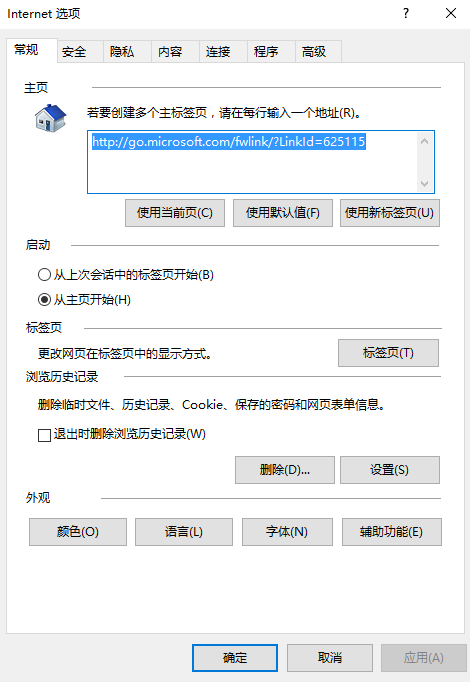 Internet 选项
常规 安全 隐私 内容 连接 程序 高级
主页
若要创建多个主标签页，请在每行输入一个地址(R)。
http://go.microsoft.com/fwlink/?LinkId=625115
使用当前页(C) 使用默认值(F) 使用新标签页(U)
启动
从上次会话中的标签页开始(B)
从主页开始(H)
标签页
更改网页在标签页中的显示方式。 标签页(T)
浏览历史记录
删除临时文件、历史记录、Cookie、保存的密码和网页表单信息。
退出时删除浏览历史记录(W)
删除(D)... 设置(S)
外观
颜色(O) 语言(L) 字体(N) 辅助功能(E)
确定 取消 应用(A)